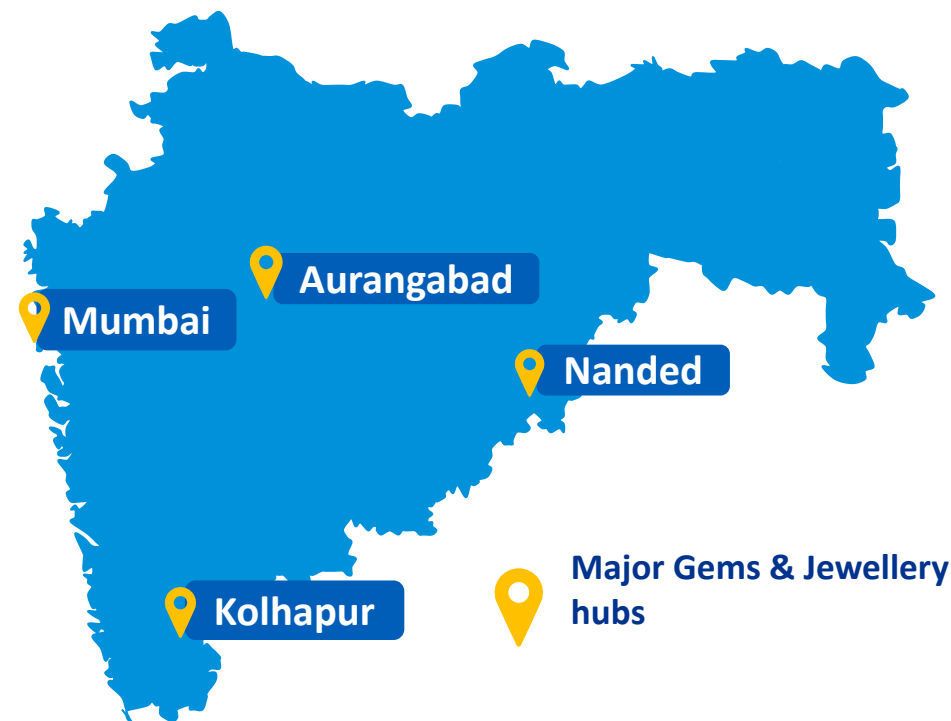 Aurangabad
Mumbai
Nanded
Major Gems & Jewellery
hubs
Kolhapur